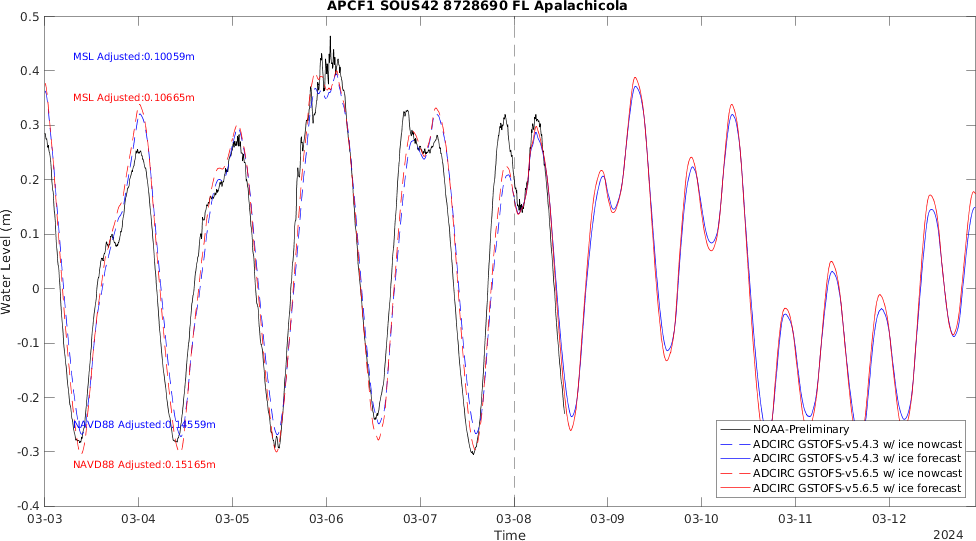 APCF1 SOUS42 8728690 FL Apalachicola
0.5
0.4
0.3
0.2
0.1
0
-0.1
-0.2
-0.3
-0.4
Water Level (m)
MSL Adjusted:0.10059m
MSL Adjusted:0.10665m
NAVD88 Adjusted:0.14559m
NAVD88 Adjusted:0.15165m
NOAA-Preliminary
ADCIRC GSTOFS-v5.4.3 w/ ice nowcast
ADCIRC GSTOFS-v5.4.3 w/ ice forecast
ADCIRC GSTOFS-v5.6.5 w/ ice nowcast
ADCIRC GSTOFS-v5.6.5 w/ ice forecast
03-03 03-04 03-05 03-06 03-07 03-08 03-09 03-10 03-11 03-12
Time
2024